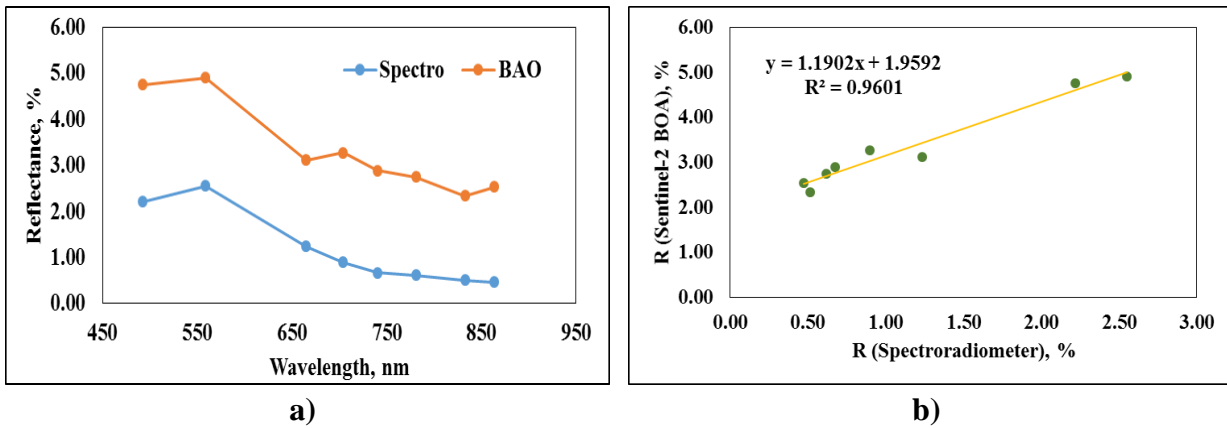 6.00
5.00
4.00
3.00
2.00
1.00
0.00
Reflectance, %
Spectro BAO
450 550 650 750 850 950
Wavelength, nm
a)
6.00
5.00
4.00
3.00
2.00
1.00
0.00
R (Sentinel-2 BOA), %
y = 1.1902x + 1.9592
R² = 0.9601
0.00 0.50 1.00 1.50 2.00 2.50 3.00
R (Spectroradiometer), %
b)